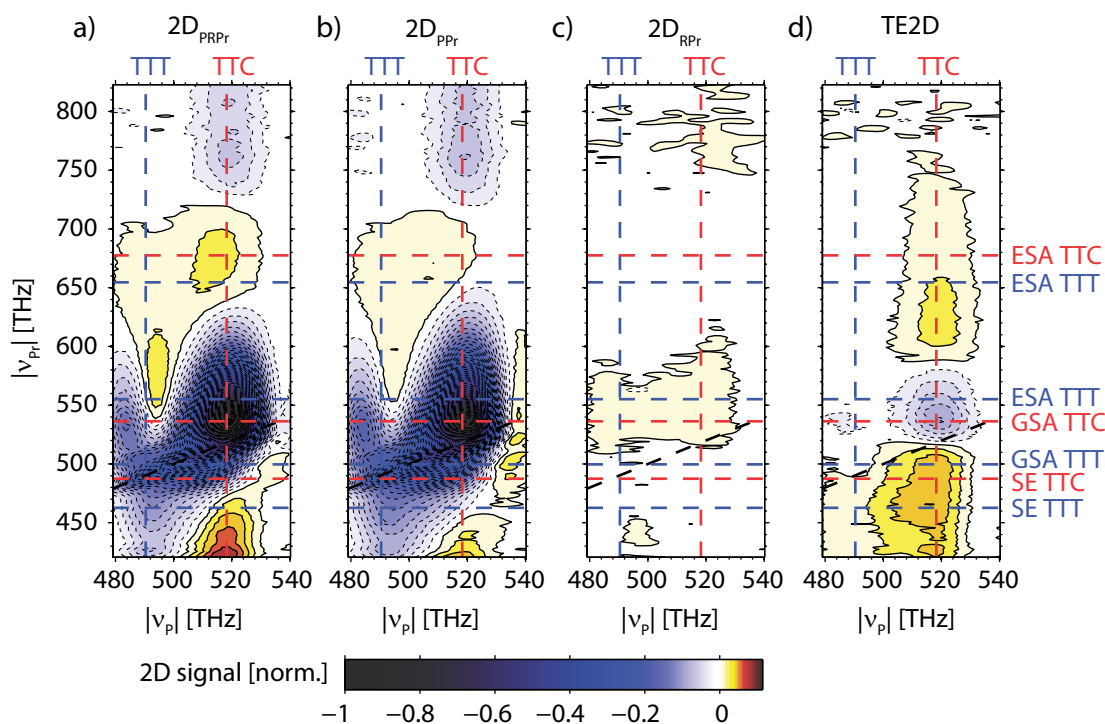 a) 2D_PRPr b) 2D_PPr c) 2D_RPr d) TE2D
TTT TTC TTT TTC TTT TTC TTT TTC
800
750
700
650
600
550
500
450
|ν_Pr| [THz]
ESA TTC
ESA TTT
ESA TTT
GSA TTC
GSA TTT
SE TTC
SE TTT
480 500 520 540 480 500 520 540 480 500 520 540 480 500 520 540
|ν_P| [THz] |ν_P| [THz] |ν_P| [THz] |ν_P| [THz]
2D signal [norm.]
−1 −0.8 −0.6 −0.4 −0.2 0